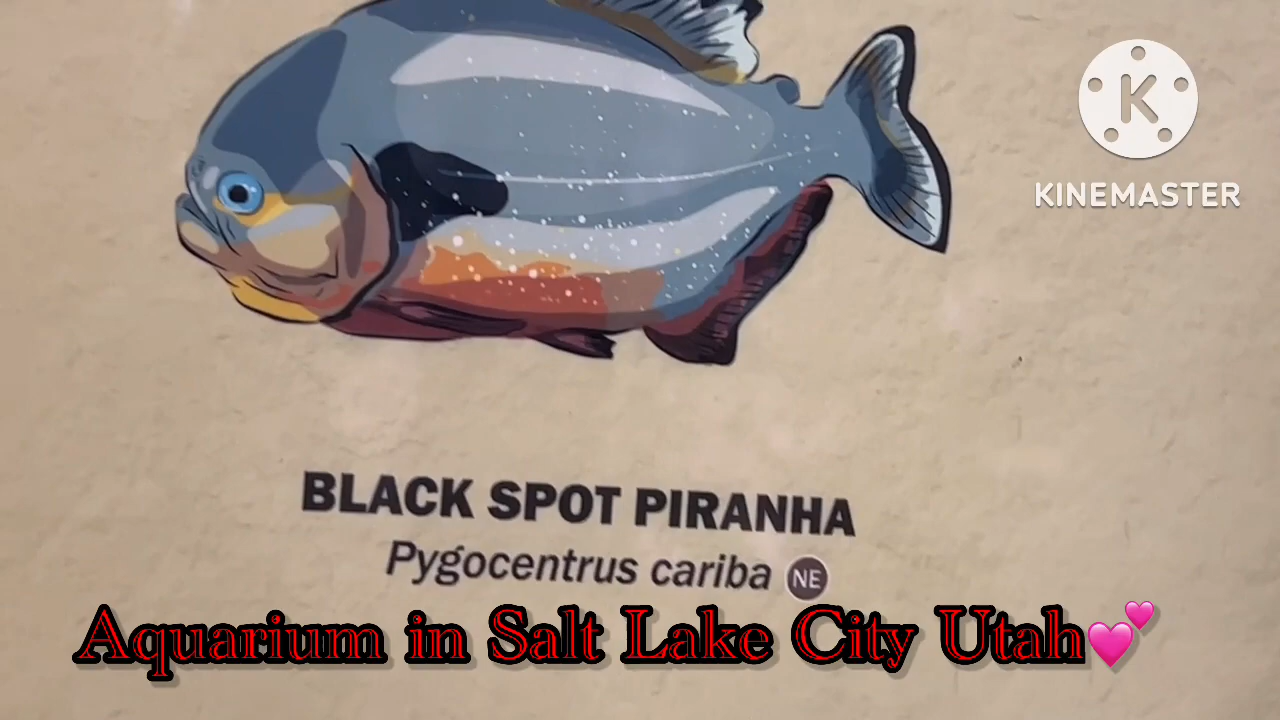 K
KINEMASTER
BLACK SPOT PIRANHA
Pygocentrus cariba NE
Aquarium in Salt Lake City Utah💕